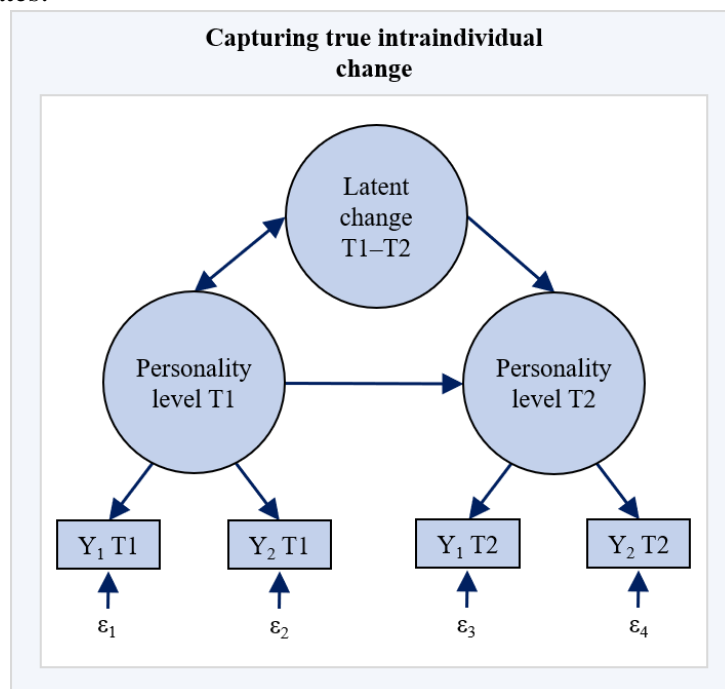 Capturing true intraindividual
change
Latent
change
T1–T2
Personality
level T1
Personality
level T2
Y₁ T1
Y₂ T1
Y₁ T2
Y₂ T2
ε₁
ε₂
ε₃
ε₄